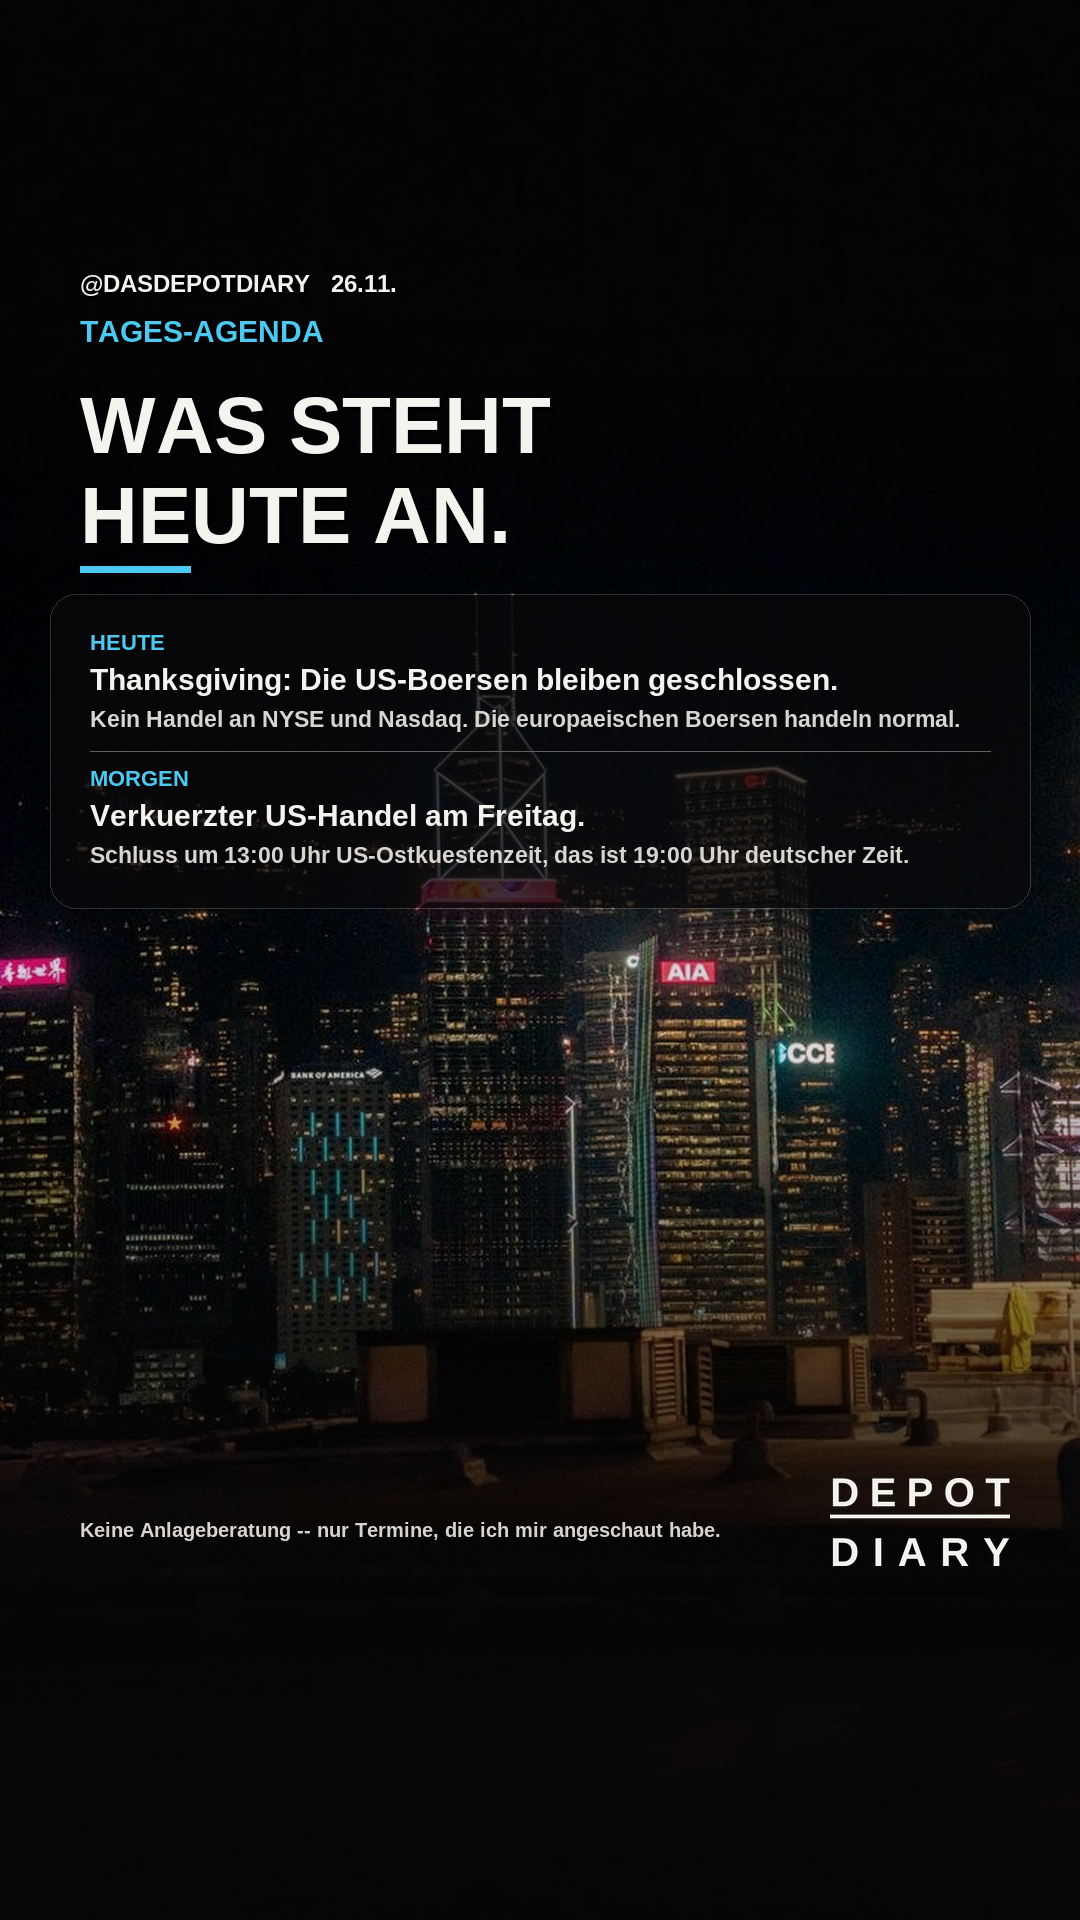 @DASDEPOTDIARY 26.11.
TAGES-AGENDA
WAS STEHT
HEUTE AN.
HEUTE
Thanksgiving: Die US-Boersen bleiben geschlossen.
Kein Handel an NYSE und Nasdaq. Die europaeischen Boersen handeln normal.
MORGEN
Verkuerzter US-Handel am Freitag.
Schluss um 13:00 Uhr US-Ostkuestenzeit, das ist 19:00 Uhr deutscher Zeit.
AIA
CCB
BANK OF AMERICA
Keine Anlageberatung -- nur Termine, die ich mir angeschaut habe.
DEPOT
DIARY